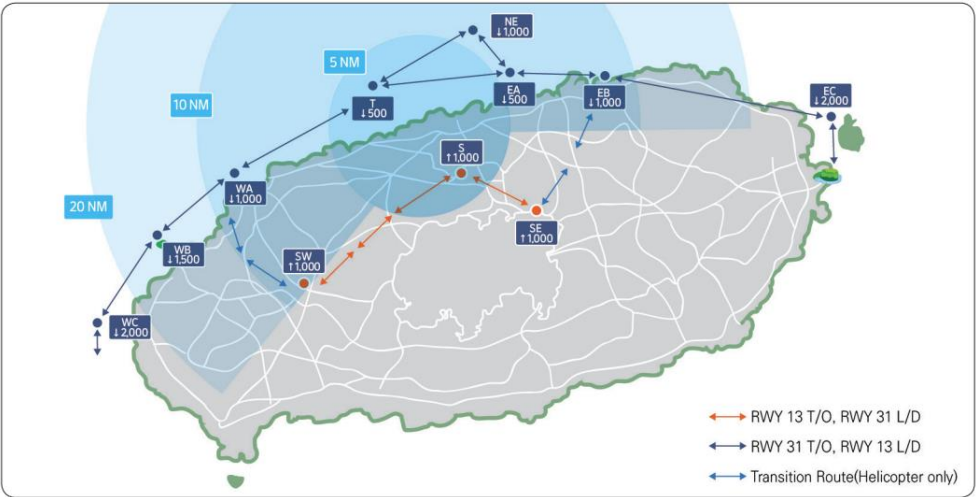 NE
↓1,000
5 NM
EA
↓500
EB
↓1,000
T
↓500
EC
↓2,000
10 NM
S
↑1,000
WA
↓1,000
20 NM
SE
↑1,000
WB
↓1,500
SW
↑1,000
WC
↓2,000
RWY 13 T/O, RWY 31 L/D
RWY 31 T/O, RWY 13 L/D
Transition Route(Helicopter only)